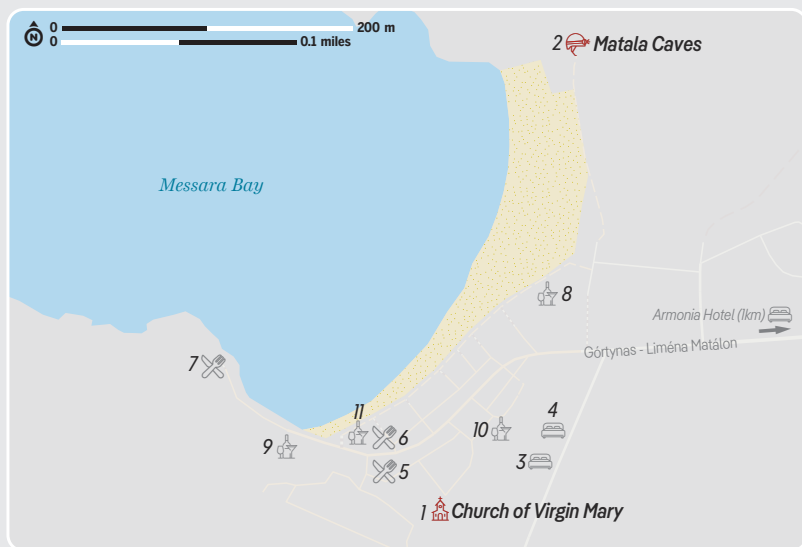 0 200 m
N
0 0.1 miles
2 Matala Caves
Messara Bay
8
Armonia Hotel (1km)
Górtynas - Liména Matálon
7
11
4
10
6
9
3
5
1 Church of Virgin Mary